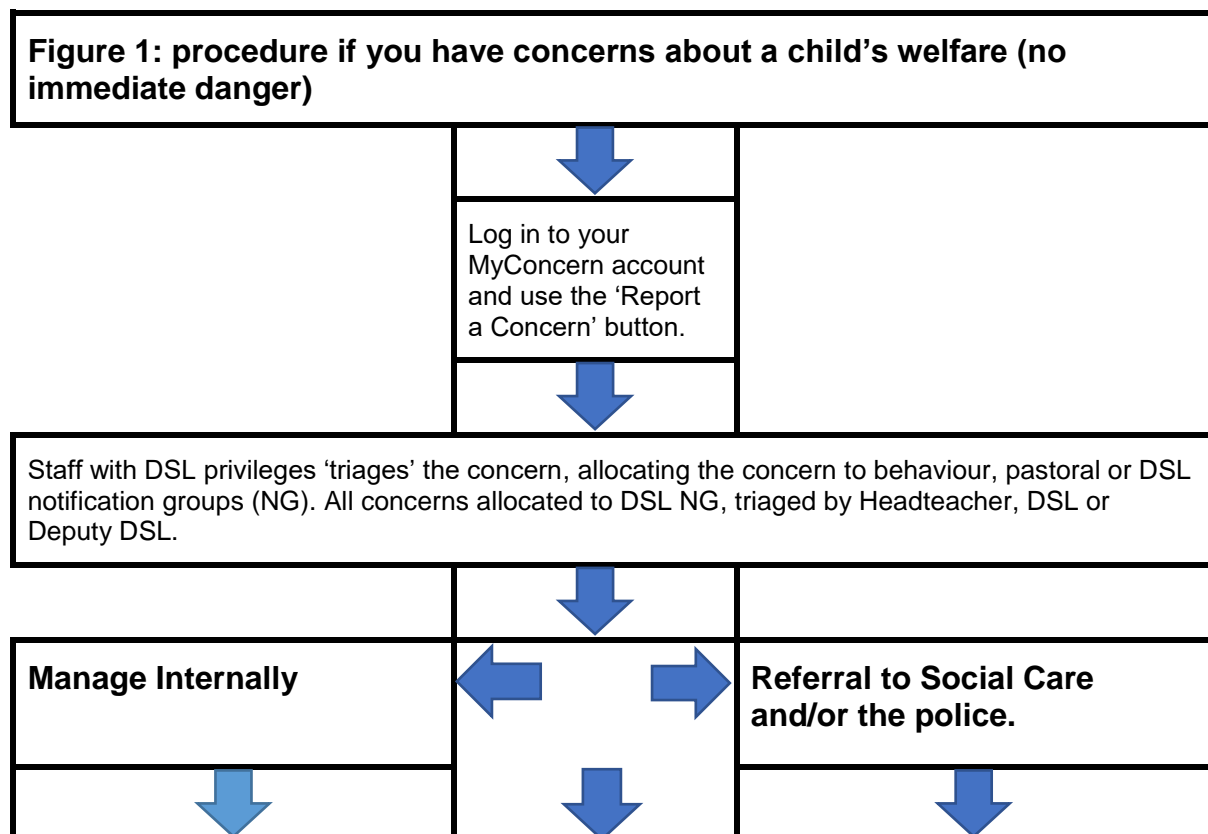 Figure 1: procedure if you have concerns about a child’s welfare (no
immediate danger)
Log in to your
MyConcern account
and use the ‘Report
a Concern’ button.
Staff with DSL privileges ‘triages’ the concern, allocating the concern to behaviour, pastoral or DSL
notification groups (NG). All concerns allocated to DSL NG, triaged by Headteacher, DSL or
Deputy DSL.
Manage Internally
Referral to Social Care
and/or the police.